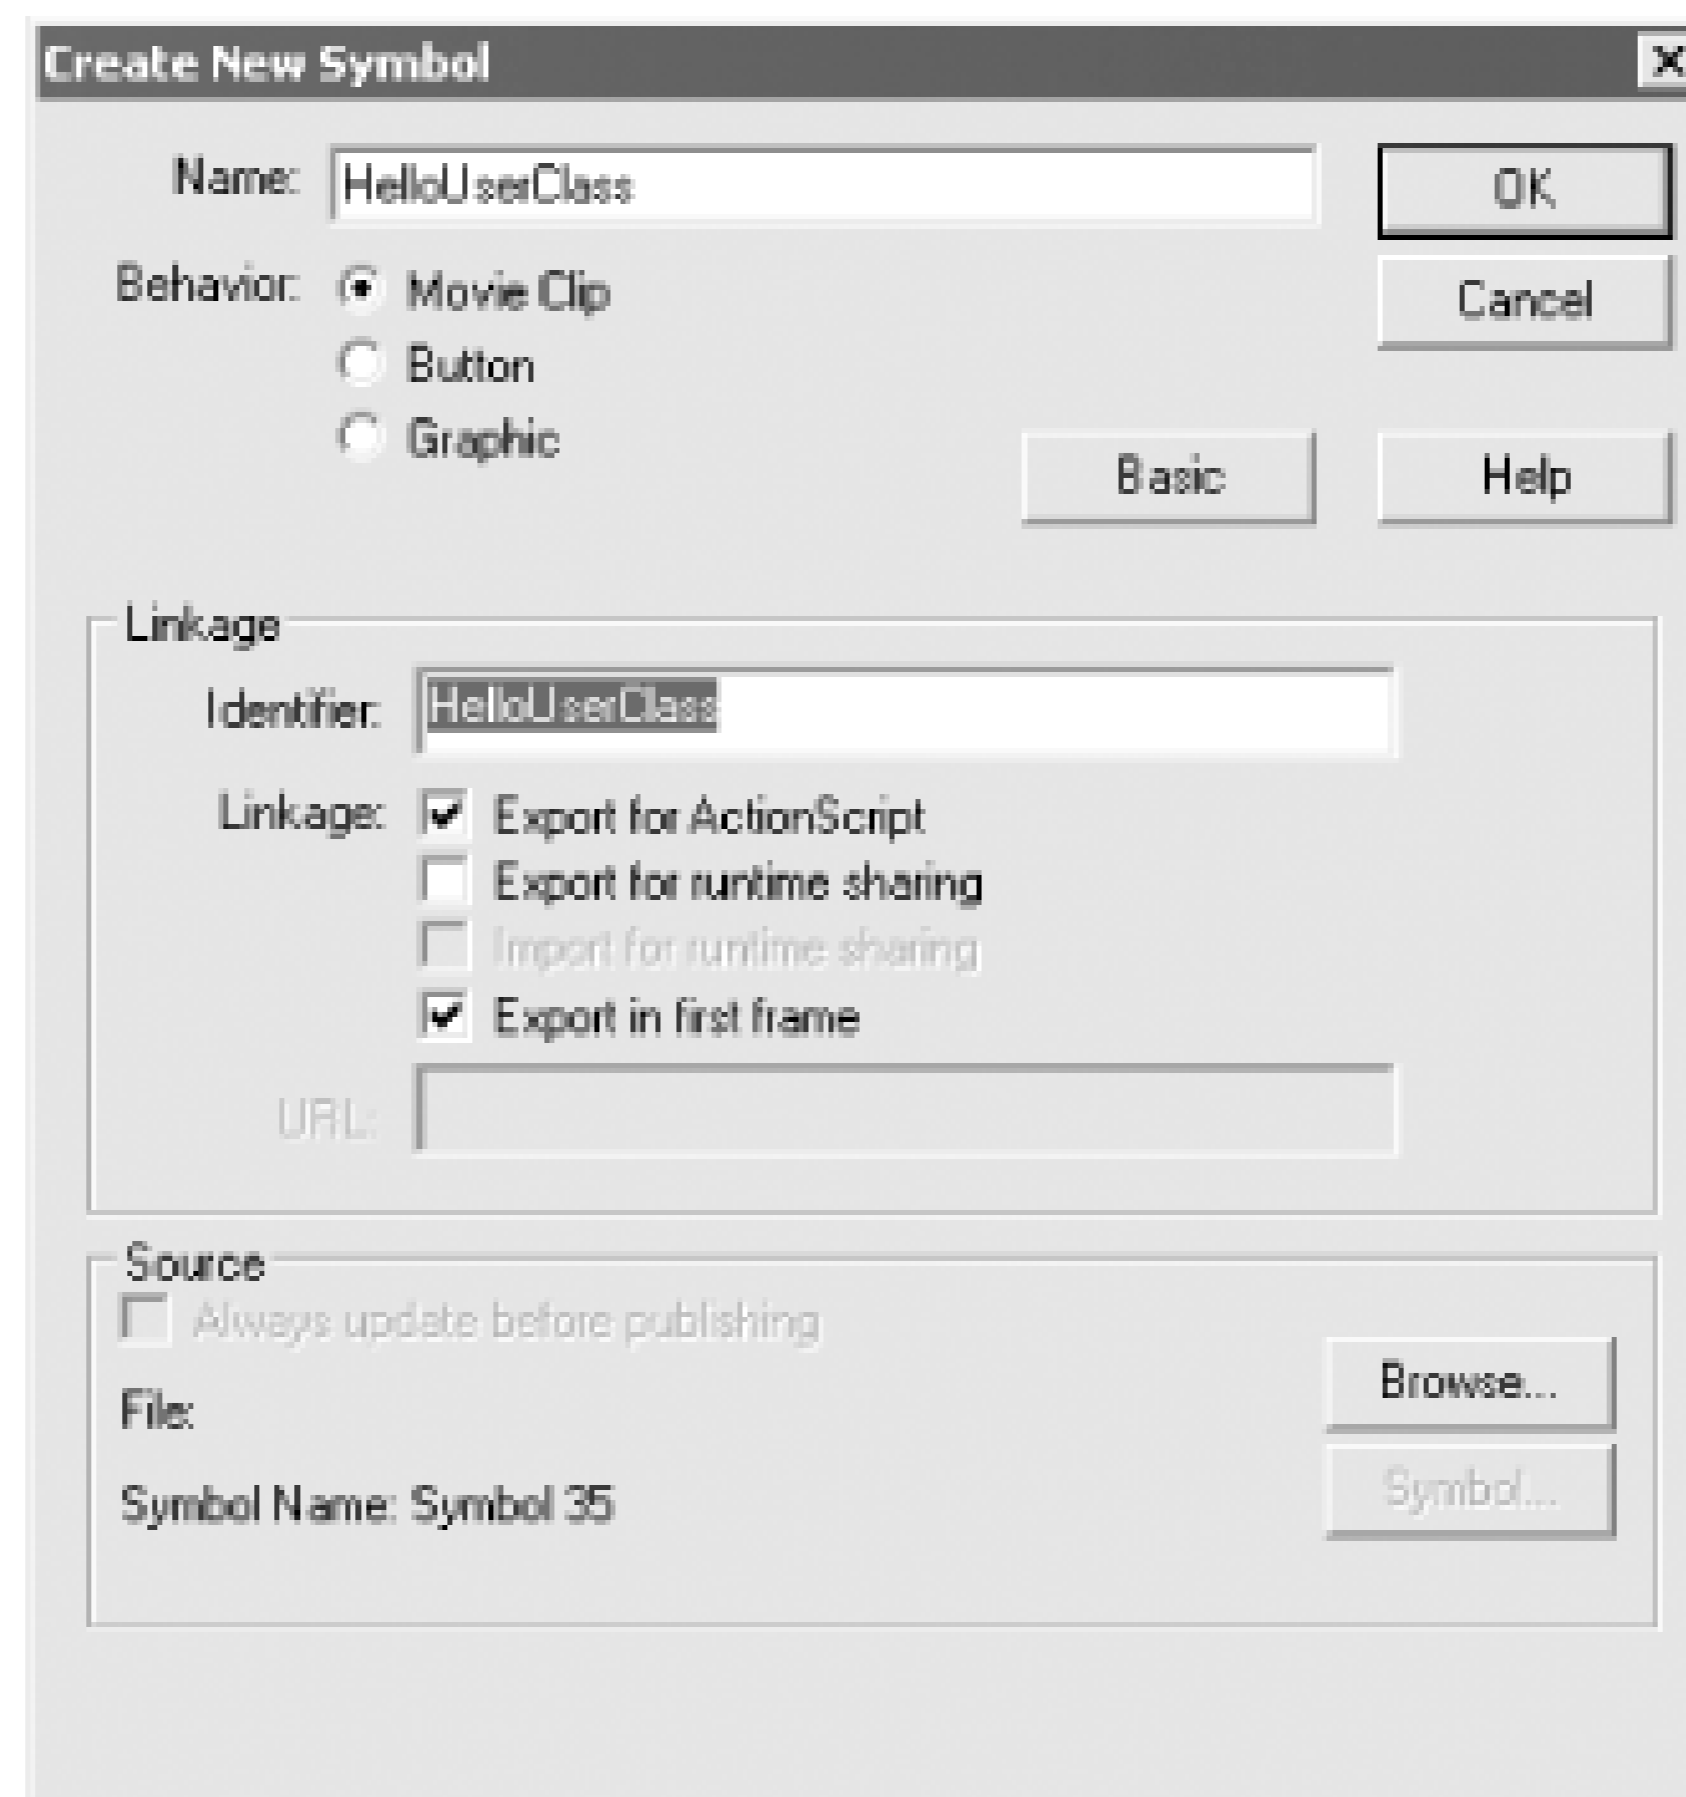 Create New Symbol
Name: HelloUserClass OK
Behavior: Movie Clip Cancel
Button
Graphic
Basic Help
Linkage
Identifier: HelloUserClass
Linkage: Export for ActionScript
Export for runtime sharing
Import for runtime sharing
Export in first frame
URL:
Source
Always update before publishing
Browse...
File:
Symbol...
Symbol Name: Symbol 35